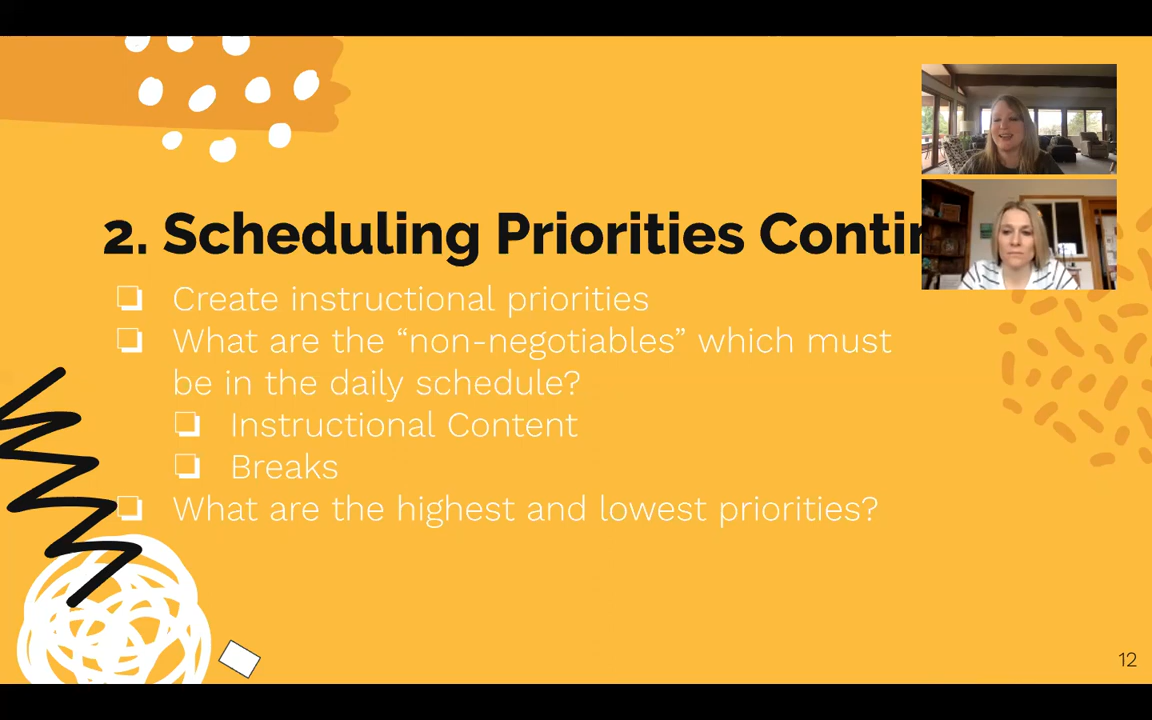 2. Scheduling Priorities Contin
❏ Create instructional priorities
❏ What are the “non-negotiables” which must
be in the daily schedule?
❏ Instructional Content
❏ Breaks
❏ What are the highest and lowest priorities?
12